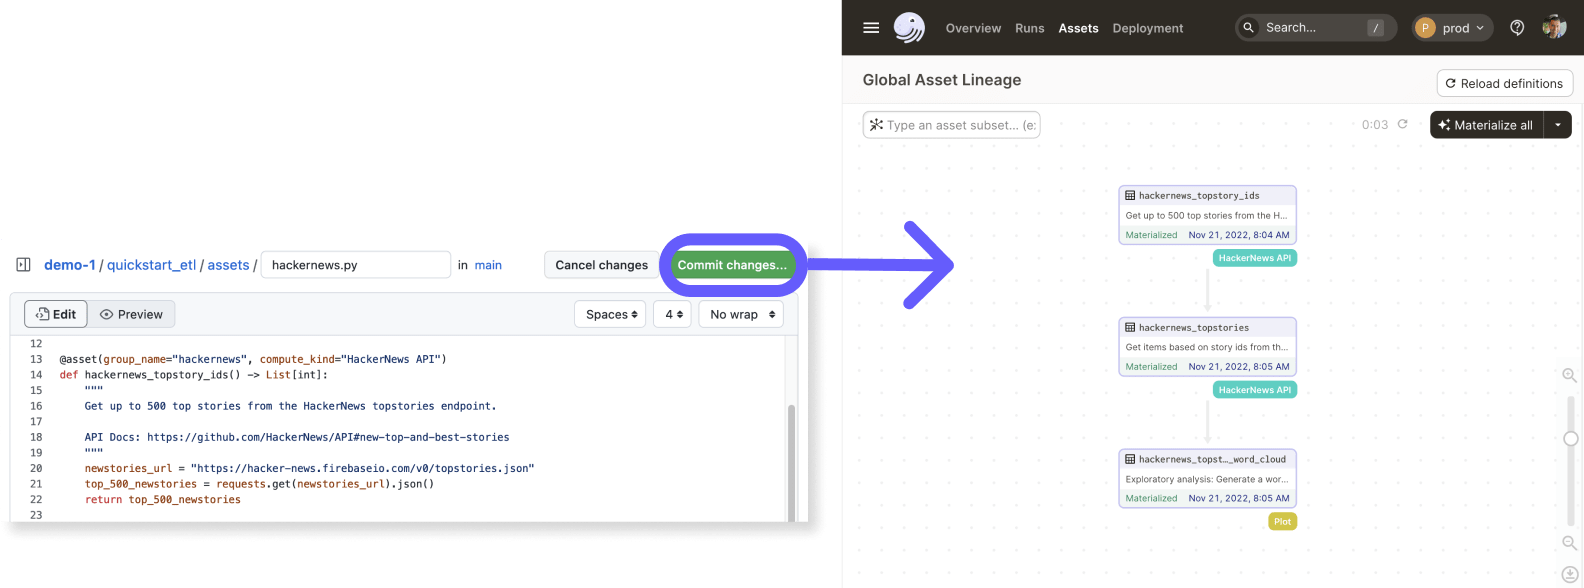 demo-1 / quickstart_etl / assets / hackernews.py in main Cancel changes Commit changes...
Edit Preview Spaces 4 No wrap
12
13 @asset(group_name="hackernews", compute_kind="HackerNews API")
14 def hackernews_topstory_ids() -> List[int]:
15 """
16 Get up to 500 top stories from the HackerNews topstories endpoint.
17
18 API Docs: https://github.com/HackerNews/API#new-top-and-best-stories
19 """
20 newstories_url = "https://hacker-news.firebaseio.com/v0/topstories.json"
21 top_500_newstories = requests.get(newstories_url).json()
22 return top_500_newstories
23
Overview Runs Assets Deployment Search... / P prod
Global Asset Lineage Reload definitions
Type an asset subset... (e: 0:03 Materialize all
hackernews_topstory_ids
Get up to 500 top stories from the H...
Materialized Nov 21, 2022, 8:04 AM
HackerNews API
hackernews_topstories
Get items based on story ids from th...
Materialized Nov 21, 2022, 8:05 AM
HackerNews API
hackernews_topst..._word_cloud
Exploratory analysis: Generate a wor...
Materialized Nov 21, 2022, 8:05 AM
Plot